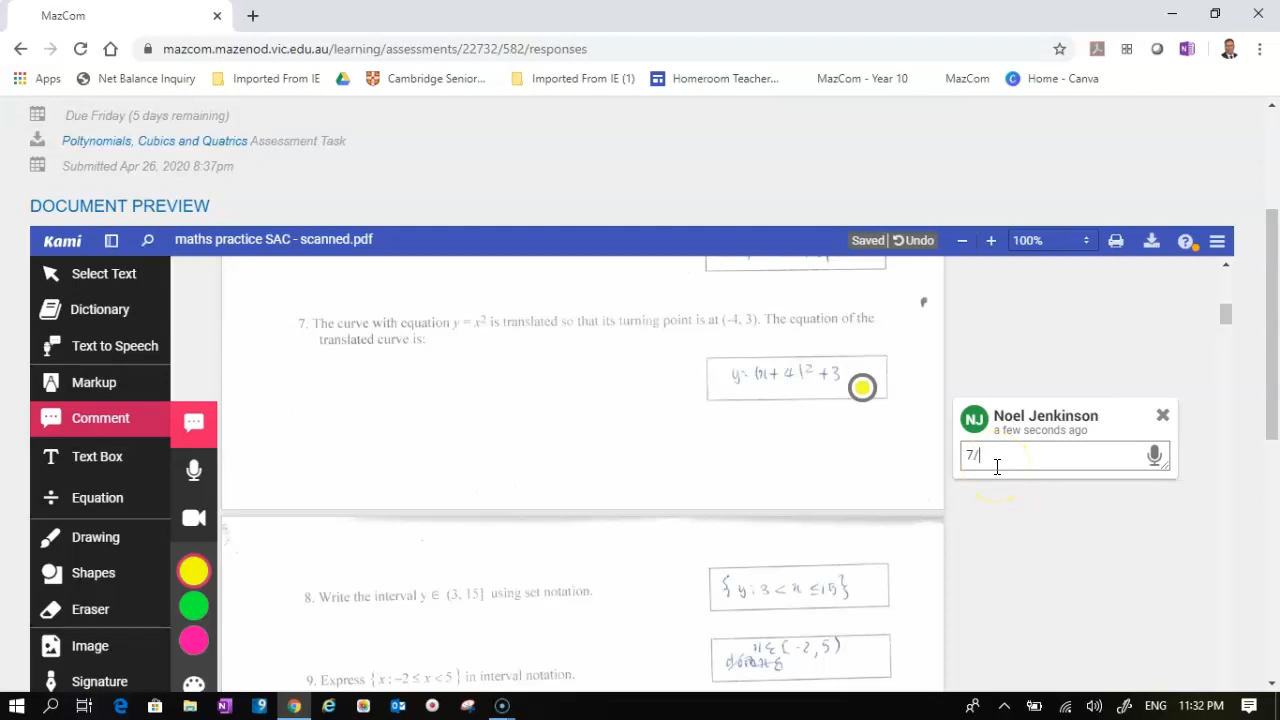 MazCom
mazcom.mazenod.vic.edu.au/learning/assessments/22732/582/responses
Apps Net Balance Inquiry Imported From IE Cambridge Senior... Imported From IE (1) Homeroom Teacher... MazCom - Year 10 MazCom Home - Canva
Due Friday (5 days remaining)
Poltynomials, Cubics and Quatrics Assessment Task
Submitted Apr 26, 2020 8:37pm
DOCUMENT PREVIEW
Kami maths practice SAC - scanned.pdf Saved Undo 100%
Select Text
Dictionary
Text to Speech
Markup
Comment
Text Box
Equation
Drawing
Shapes
Eraser
Image
Signature
7. The curve with equation y = x² is translated so that its turning point is at (-4, 3). The equation of the
translated curve is:
y = (x + 4)² + 3
NJ Noel Jenkinson
a few seconds ago
7/
8. Write the interval y ∈ (3, 15] using set notation.
{ y : 3 < x ≤ 15 }
9. Express { x : −2 ≤ x < 5 } in interval notation.
x ∈ [ -2, 5)
ENG 11:32 PM